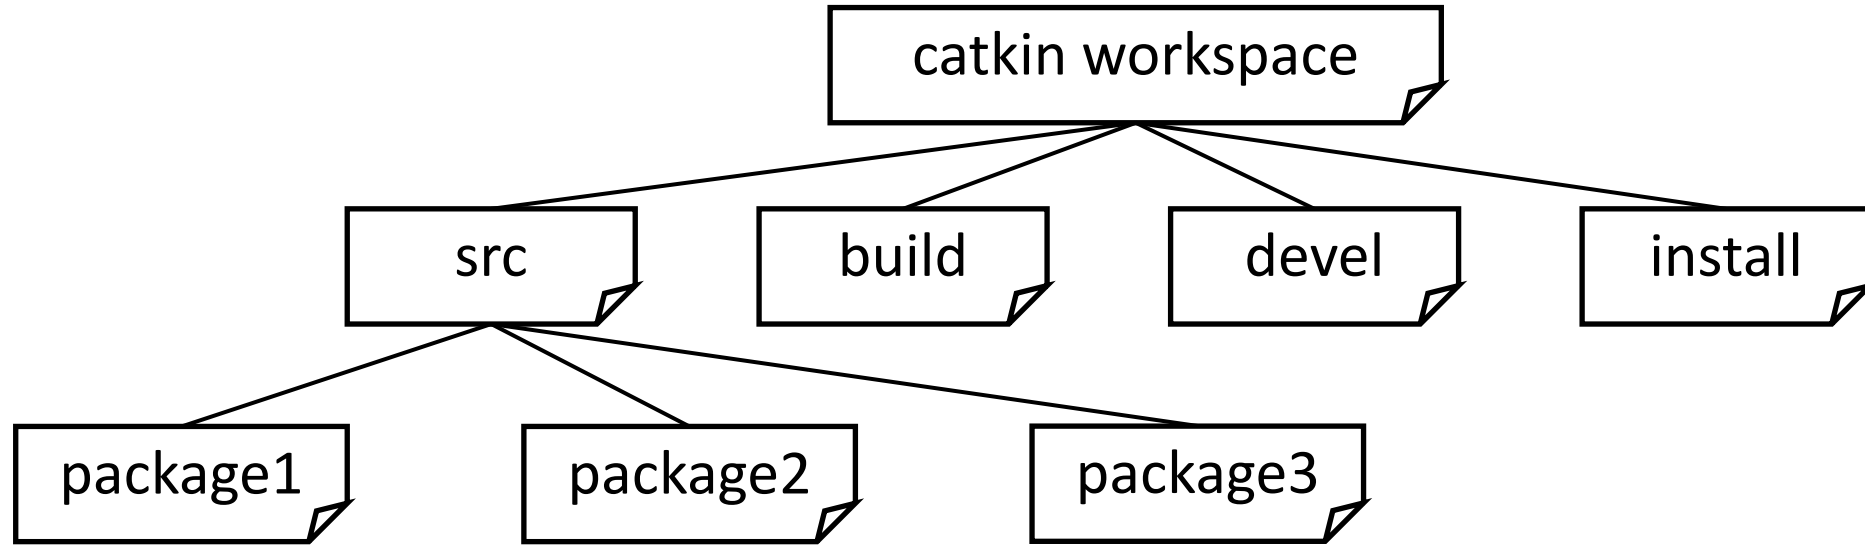 catkin workspace
src
build
devel
install
package1
package2
package3